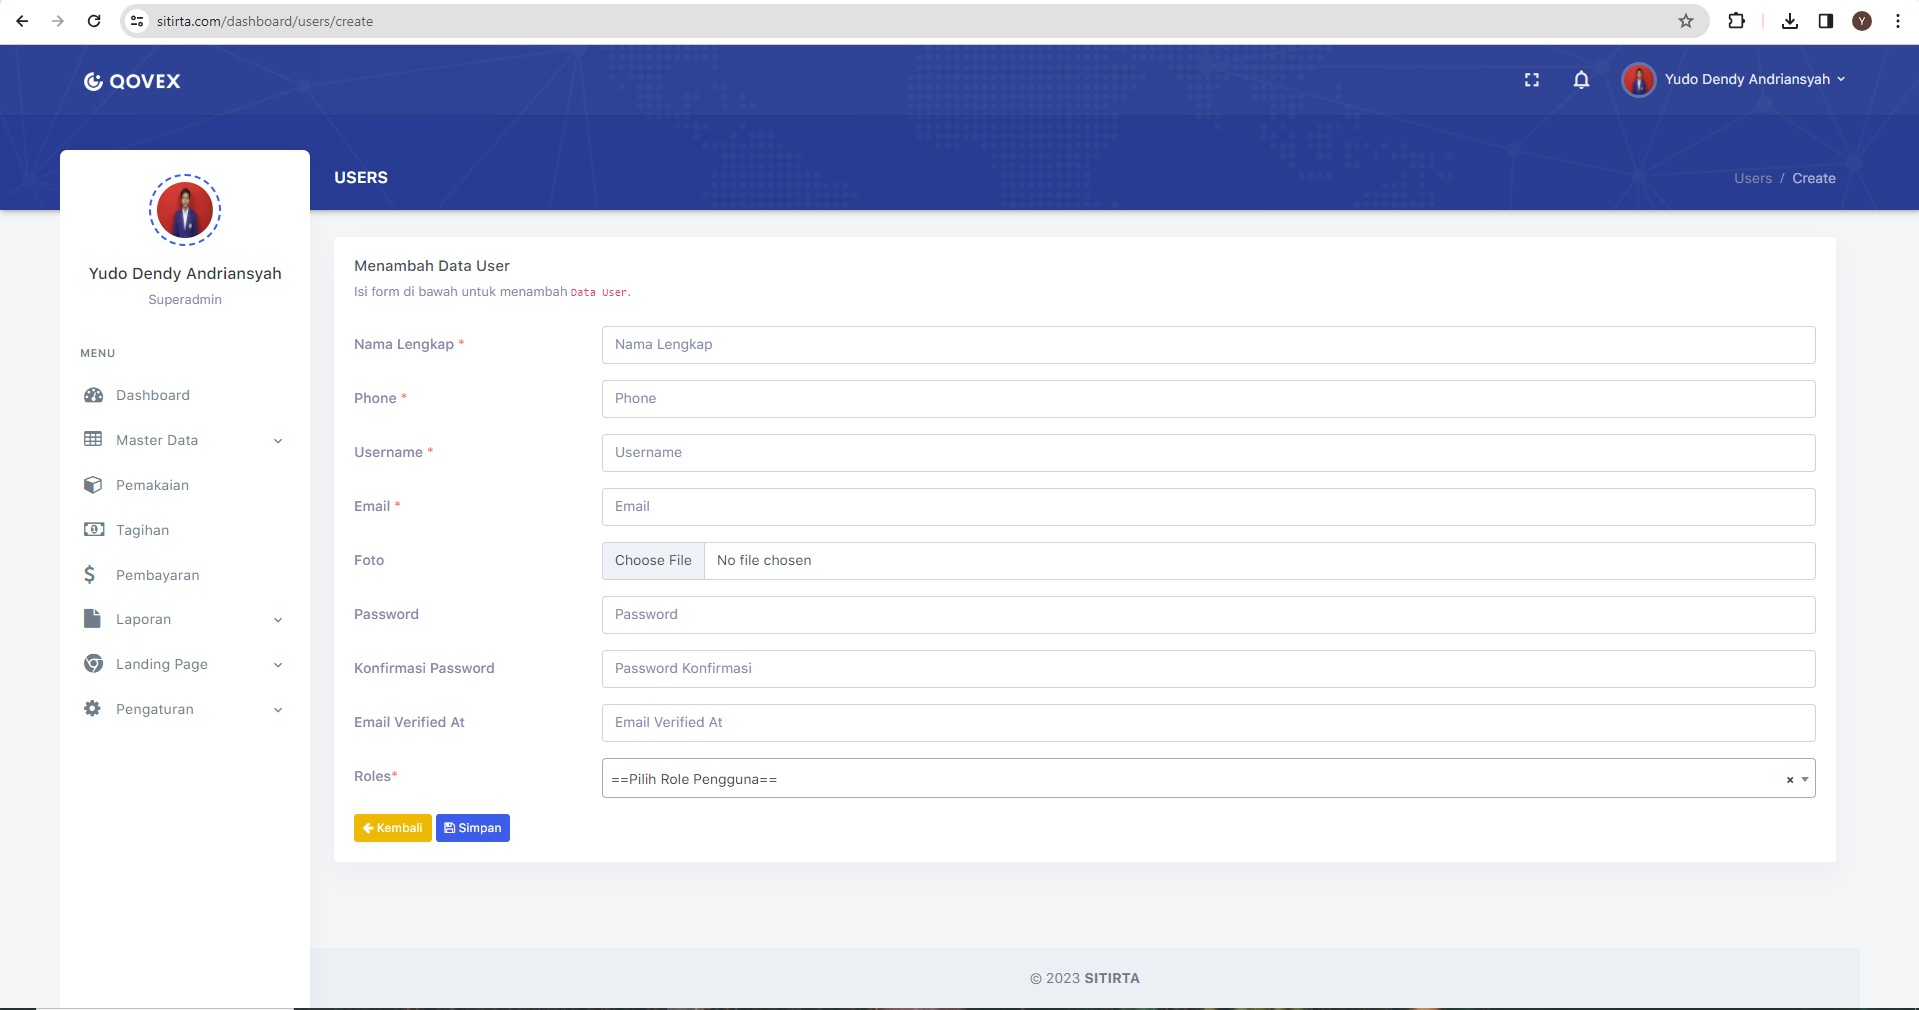 sitirta.com/dashboard/users/create
Y
QOVEX
Yudo Dendy Andriansyah
USERS
Users / Create
Yudo Dendy Andriansyah
Superadmin
MENU
Dashboard
Master Data
Pemakaian
Tagihan
Pembayaran
Laporan
Landing Page
Pengaturan
Menambah Data User
Isi form di bawah untuk menambah Data User.
Nama Lengkap * Nama Lengkap
Phone * Phone
Username * Username
Email * Email
Foto Choose File No file chosen
Password Password
Konfirmasi Password Password Konfirmasi
Email Verified At Email Verified At
Roles* ==Pilih Role Pengguna== ×
Kembali Simpan
© 2023 SITIRTA